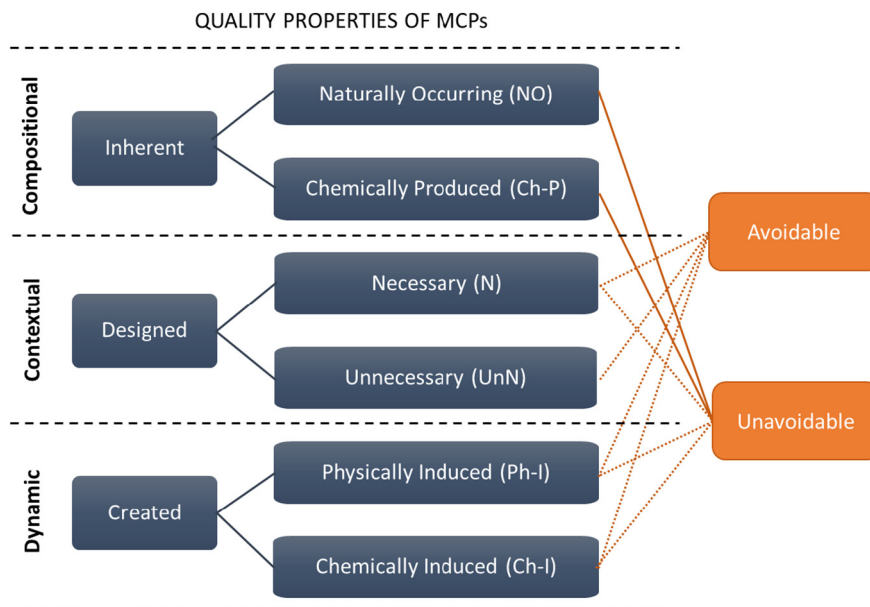 QUALITY PROPERTIES OF MCPs
Compositional
Inherent
Naturally Occurring (NO)
Chemically Produced (Ch-P)
Contextual
Designed
Necessary (N)
Unnecessary (UnN)
Dynamic
Created
Physically Induced (Ph-I)
Chemically Induced (Ch-I)
Avoidable
Unavoidable